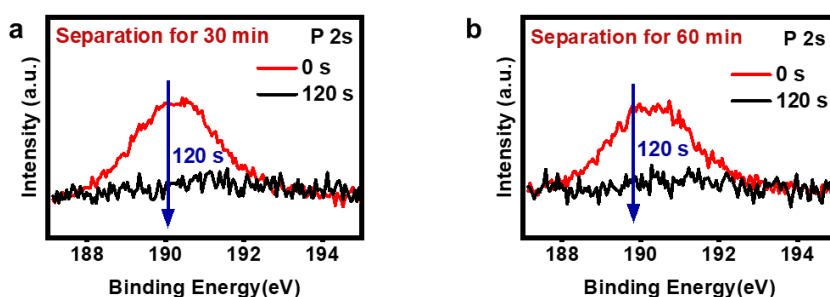 a
Separation for 30 min
P 2s
0 s
120 s
120 s
Intensity (a.u.)
188 190 192 194
Binding Energy(eV)
b
Separation for 60 min
P 2s
0 s
120 s
120 s
Intensity (a.u.)
188 190 192 194
Binding Energy(eV)